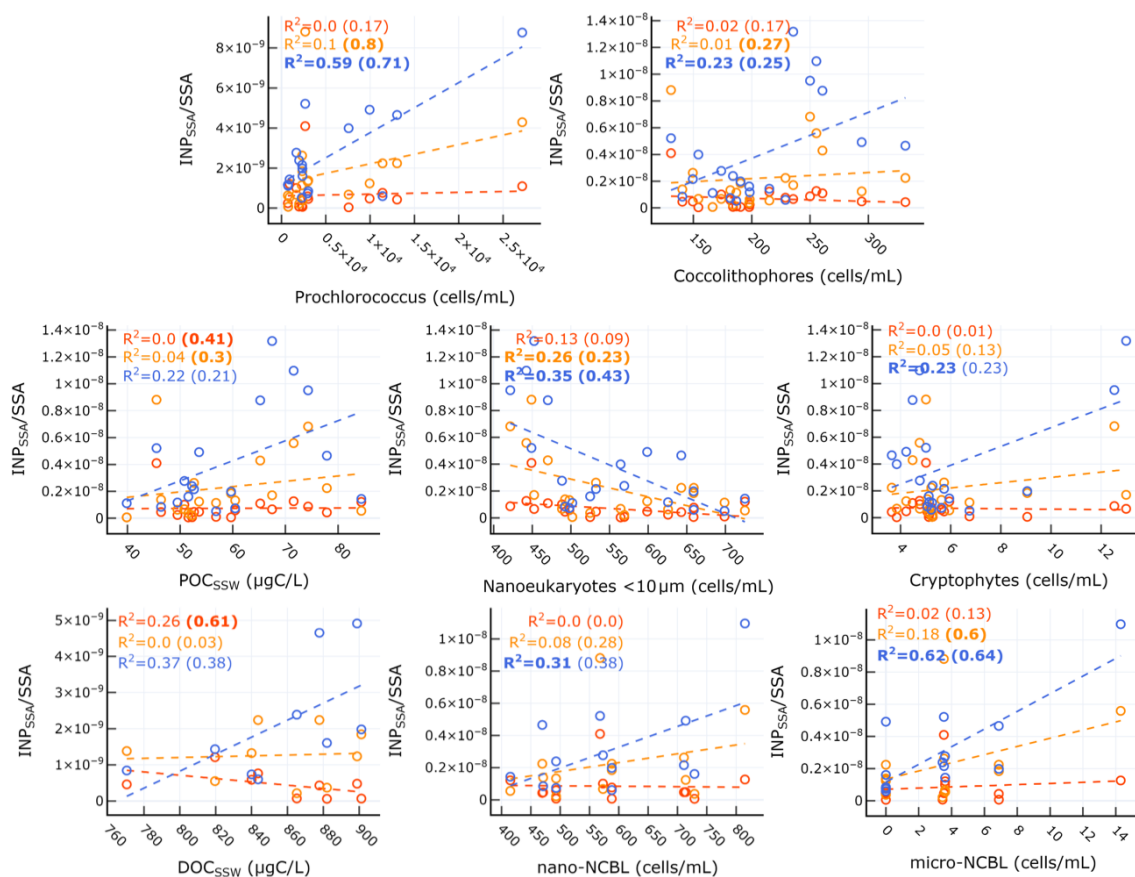 R²=0.0 (0.17)
R²=0.1 (0.8)
R²=0.59 (0.71)
8×10⁻⁹
6×10⁻⁹
4×10⁻⁹
2×10⁻⁹
0
INP_SSA/SSA
0
0.5×10⁴
1×10⁴
1.5×10⁴
2×10⁴
2.5×10⁴
Prochlorococcus (cells/mL)
R²=0.02 (0.17)
R²=0.01 (0.27)
R²=0.23 (0.25)
1.4×10⁻⁸
1.2×10⁻⁸
1×10⁻⁸
0.8×10⁻⁸
0.6×10⁻⁸
0.4×10⁻⁸
0.2×10⁻⁸
0
INP_SSA/SSA
150
200
250
300
Coccolithophores (cells/mL)
R²=0.0 (0.41)
R²=0.04 (0.3)
R²=0.22 (0.21)
1.4×10⁻⁸
1.2×10⁻⁸
1×10⁻⁸
0.8×10⁻⁸
0.6×10⁻⁸
0.4×10⁻⁸
0.2×10⁻⁸
0
INP_SSA/SSA
40
50
60
70
80
POC_SSW (μgC/L)
R²=0.13 (0.09)
R²=0.26 (0.23)
R²=0.35 (0.43)
1.4×10⁻⁸
1.2×10⁻⁸
1×10⁻⁸
0.8×10⁻⁸
0.6×10⁻⁸
0.4×10⁻⁸
0.2×10⁻⁸
0
INP_SSA/SSA
400
450
500
550
600
650
700
Nanoeukaryotes <10μm (cells/mL)
R²=0.0 (0.01)
R²=0.05 (0.13)
R²=0.23 (0.23)
1.4×10⁻⁸
1.2×10⁻⁸
1×10⁻⁸
0.8×10⁻⁸
0.6×10⁻⁸
0.4×10⁻⁸
0.2×10⁻⁸
0
INP_SSA/SSA
4
6
8
10
12
Cryptophytes (cells/mL)
R²=0.26 (0.61)
R²=0.0 (0.03)
R²=0.37 (0.38)
5×10⁻⁹
4×10⁻⁹
3×10⁻⁹
2×10⁻⁹
1×10⁻⁹
0
INP_SSA/SSA
760
780
800
820
840
860
880
900
DOC_SSW (μgC/L)
R²=0.0 (0.0)
R²=0.08 (0.28)
R²=0.31 (0.38)
1×10⁻⁸
0.8×10⁻⁸
0.6×10⁻⁸
0.4×10⁻⁸
0.2×10⁻⁸
0
INP_SSA/SSA
400
450
500
550
600
650
700
750
800
nano-NCBL (cells/mL)
R²=0.02 (0.13)
R²=0.18 (0.6)
R²=0.62 (0.64)
1×10⁻⁸
0.8×10⁻⁸
0.6×10⁻⁸
0.4×10⁻⁸
0.2×10⁻⁸
0
INP_SSA/SSA
0
2
4
6
8
10
12
14
micro-NCBL (cells/mL)